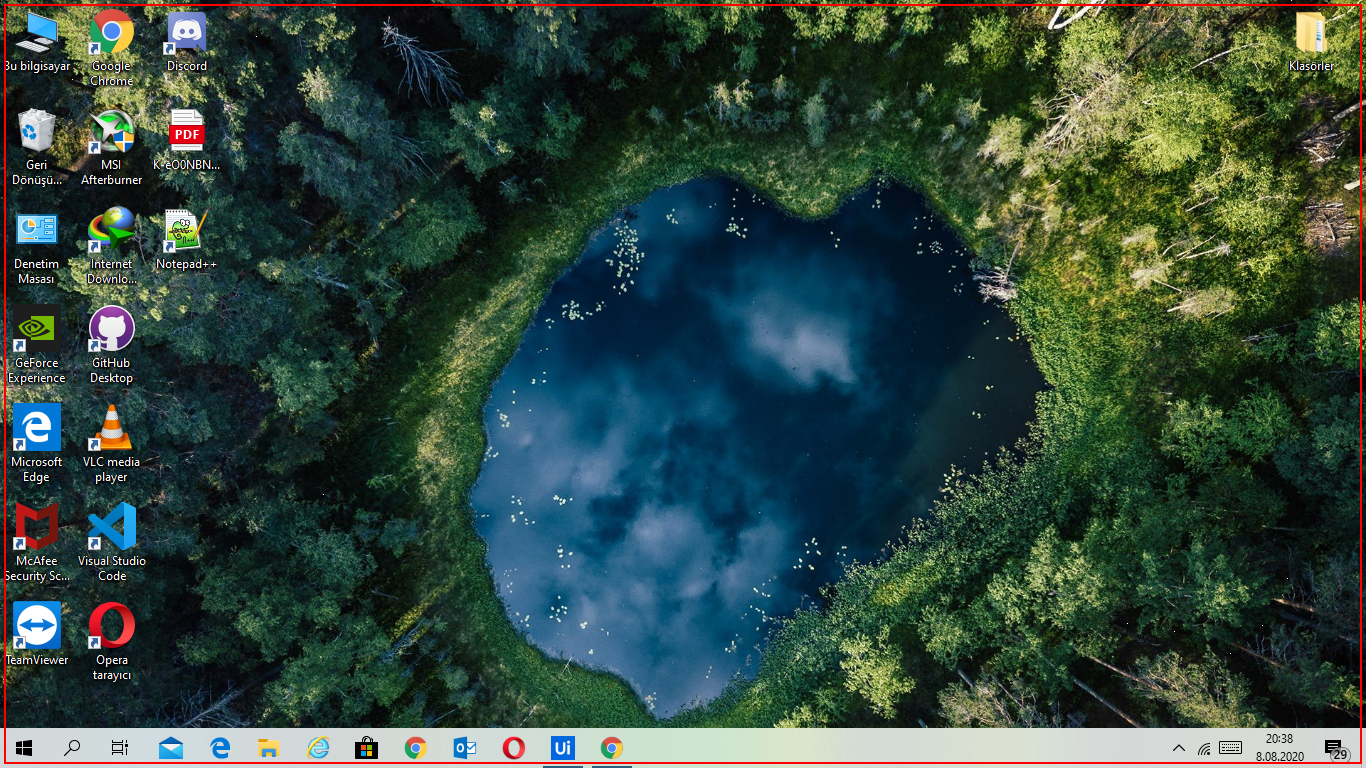 Bu bilgisayar
Google
Chrome
Discord
Klasörler
Geri
Dönüşü...
MSI
Afterburner
PDF
K-eO0NBN...
Denetim
Masası
Internet
Downlo...
Notepad++
GeForce
Experience
GitHub
Desktop
Microsoft
Edge
VLC media
player
McAfee
Security Sc...
Visual Studio
Code
TeamViewer
Opera
tarayıcı
Ui
20:38
8.08.2020
29